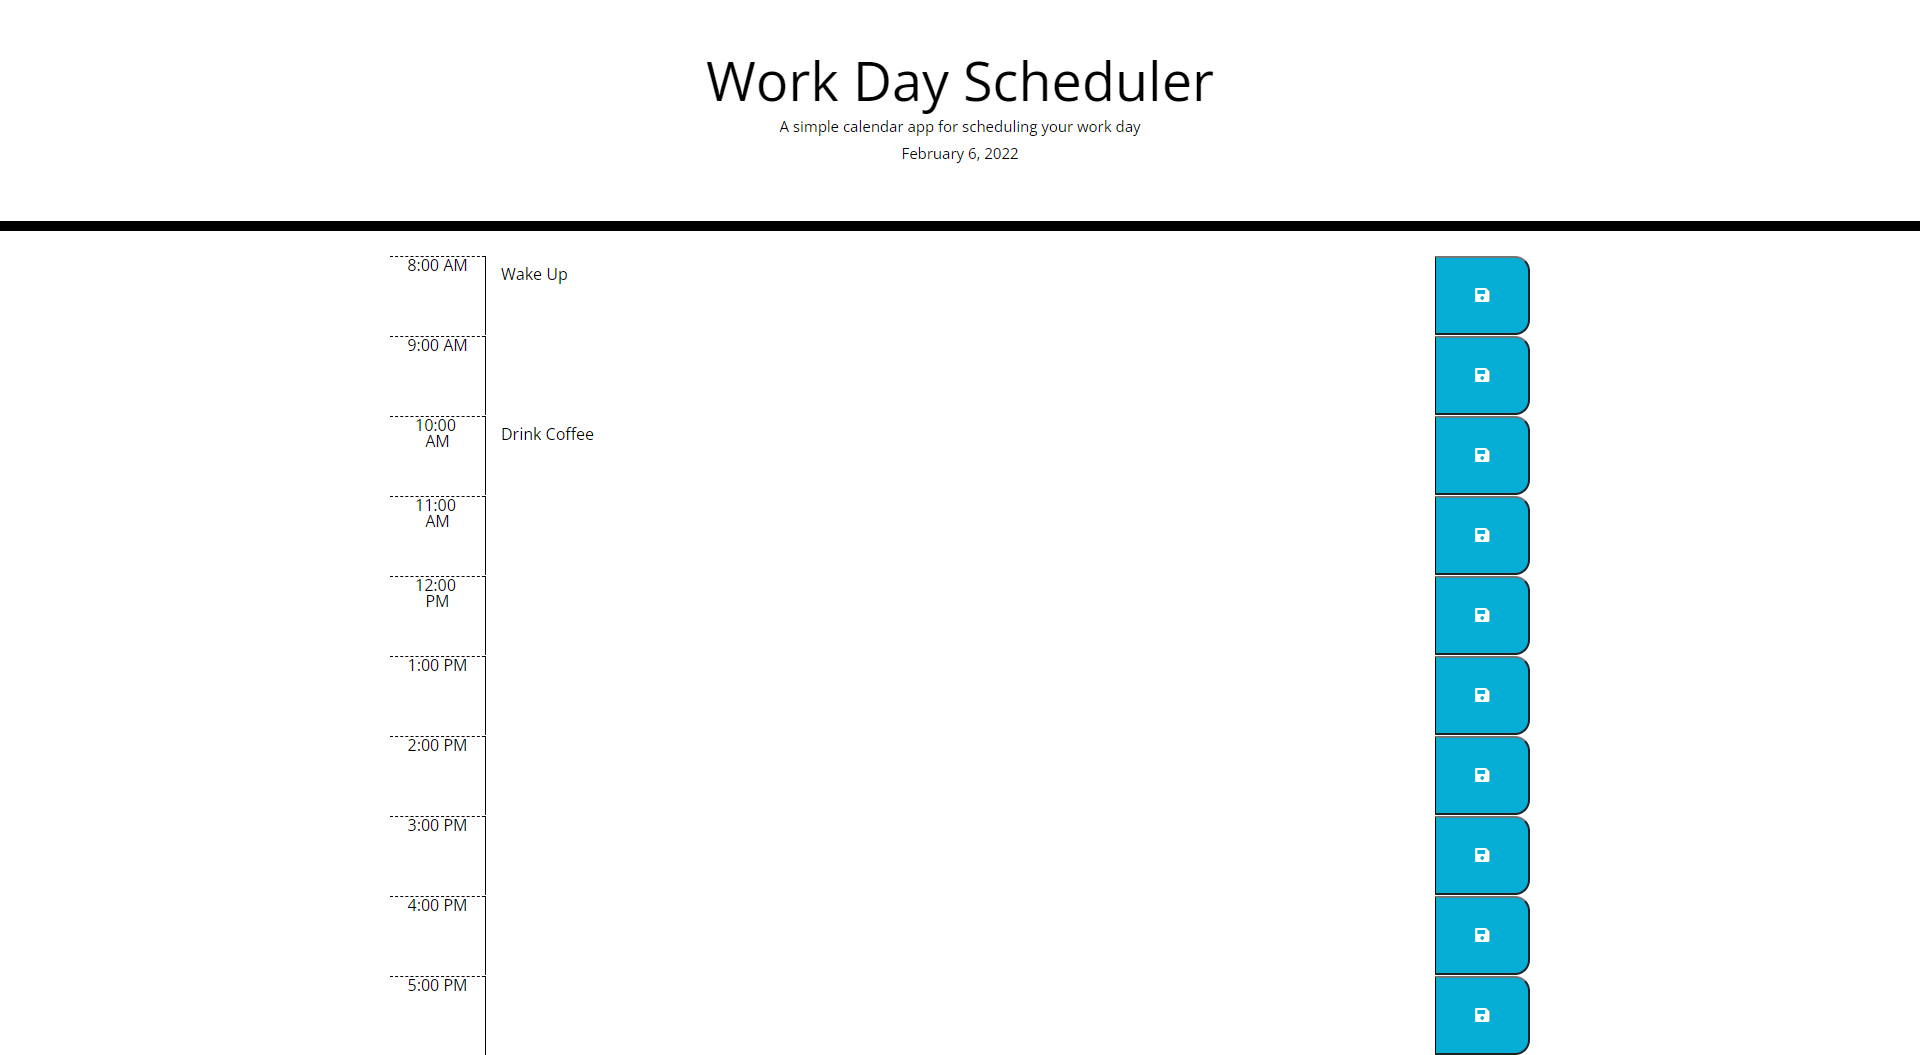 Work Day Scheduler
A simple calendar app for scheduling your work day
February 6, 2022
8:00 AM
Wake Up
9:00 AM
10:00
AM
Drink Coffee
11:00
AM
12:00
PM
1:00 PM
2:00 PM
3:00 PM
4:00 PM
5:00 PM